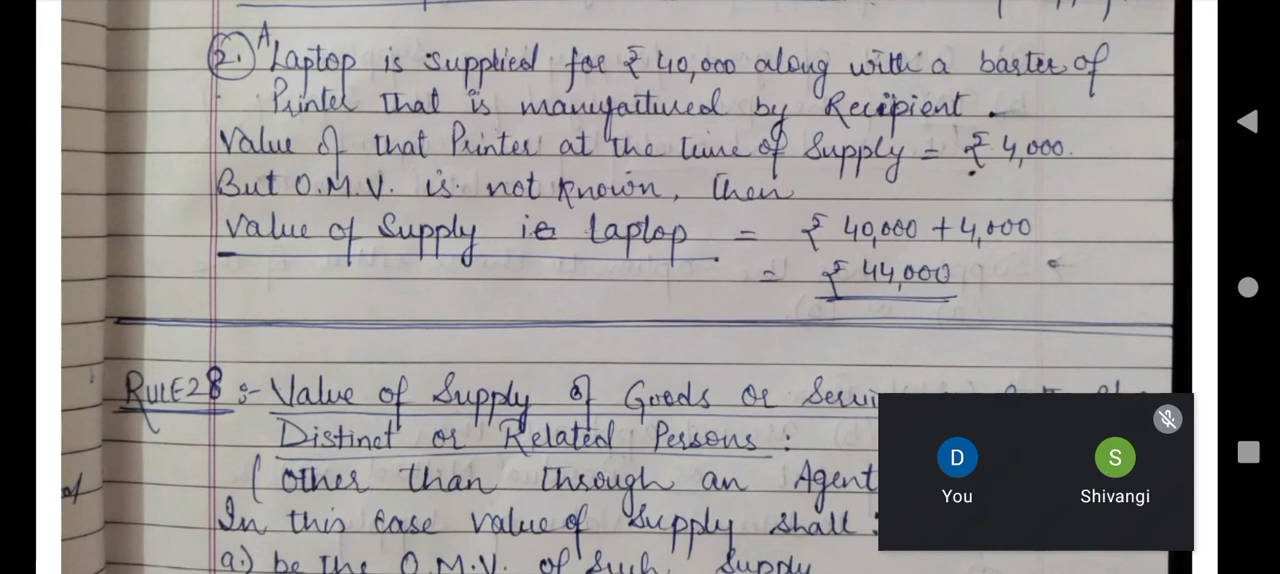 2. A Laptop is supplied for ₹ 40,000 along with a barter of
Printer that is manufactured by Recipient.
Value of that Printer at the time of Supply = ₹ 4,000.
But O.M.V. is not known, Then
Value of Supply ie Laptop = ₹ 40,000 + 4,000
= ₹ 44,000
RULE 28 :- Value of Supply of Goods or
Distinct or Related Persons :
( Other than through an Agent
of
In this case value of Supply shall :
a.) be the O.M.V. of Such Supply
D
S
You
Shivangi